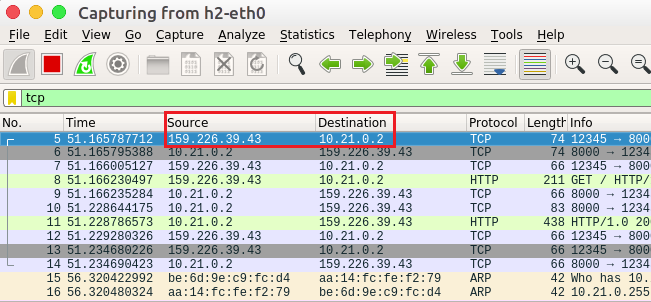 Capturing from h2-eth0
File Edit View Go Capture Analyze Statistics Telephony Wireless Tools Help
tcp
No. Time Source Destination Protocol Length Info
5 51.165787712 159.226.39.43 10.21.0.2 TCP 74 12345 → 800
6 51.165795388 10.21.0.2 159.226.39.43 TCP 74 8000 → 1234
7 51.166005127 159.226.39.43 10.21.0.2 TCP 66 12345 → 800
8 51.166230497 159.226.39.43 10.21.0.2 HTTP 211 GET / HTTP/
9 51.166235284 10.21.0.2 159.226.39.43 TCP 66 8000 → 1234
10 51.228644175 10.21.0.2 159.226.39.43 TCP 83 8000 → 1234
11 51.228786573 10.21.0.2 159.226.39.43 HTTP 438 HTTP/1.0 20
12 51.229280326 159.226.39.43 10.21.0.2 TCP 66 12345 → 800
13 51.234680226 159.226.39.43 10.21.0.2 TCP 66 12345 → 800
14 51.234690423 10.21.0.2 159.226.39.43 TCP 66 8000 → 1234
15 56.320422992 be:6d:9e:c9:fc:d4 aa:14:fc:fe:f2:79 ARP 42 Who has 10.
16 56.320480324 aa:14:fc:fe:f2:79 be:6d:9e:c9:fc:d4 ARP 42 10.21.0.255